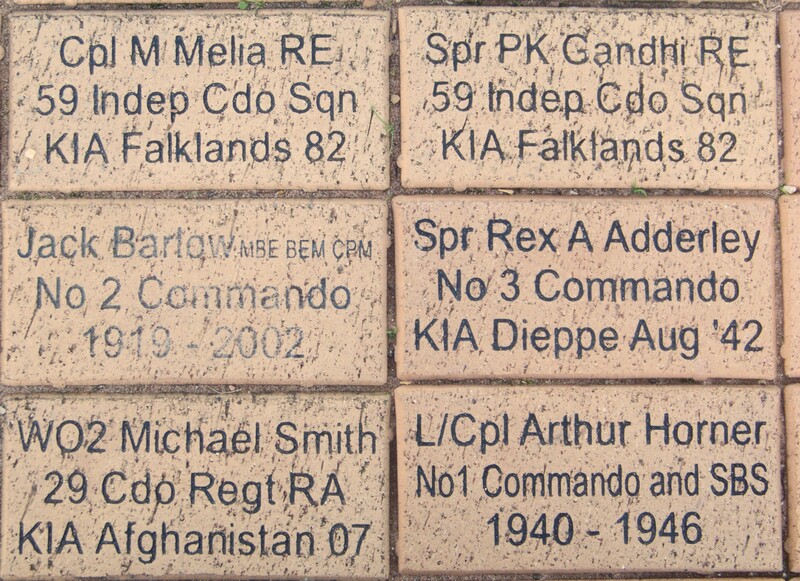 Cpl M Melia RE
59 Indep Cdo Sqn
KIA Falklands 82
Spr PK Gandhi RE
59 Indep Cdo Sqn
KIA Falklands 82
Jack Barlow MBE BEM CPM
No 2 Commando
1919 - 2002
Spr Rex A Adderley
No 3 Commando
KIA Dieppe Aug '42
WO2 Michael Smith
29 Cdo Regt RA
KIA Afghanistan 07
L/Cpl Arthur Horner
No1 Commando and SBS
1940 - 1946